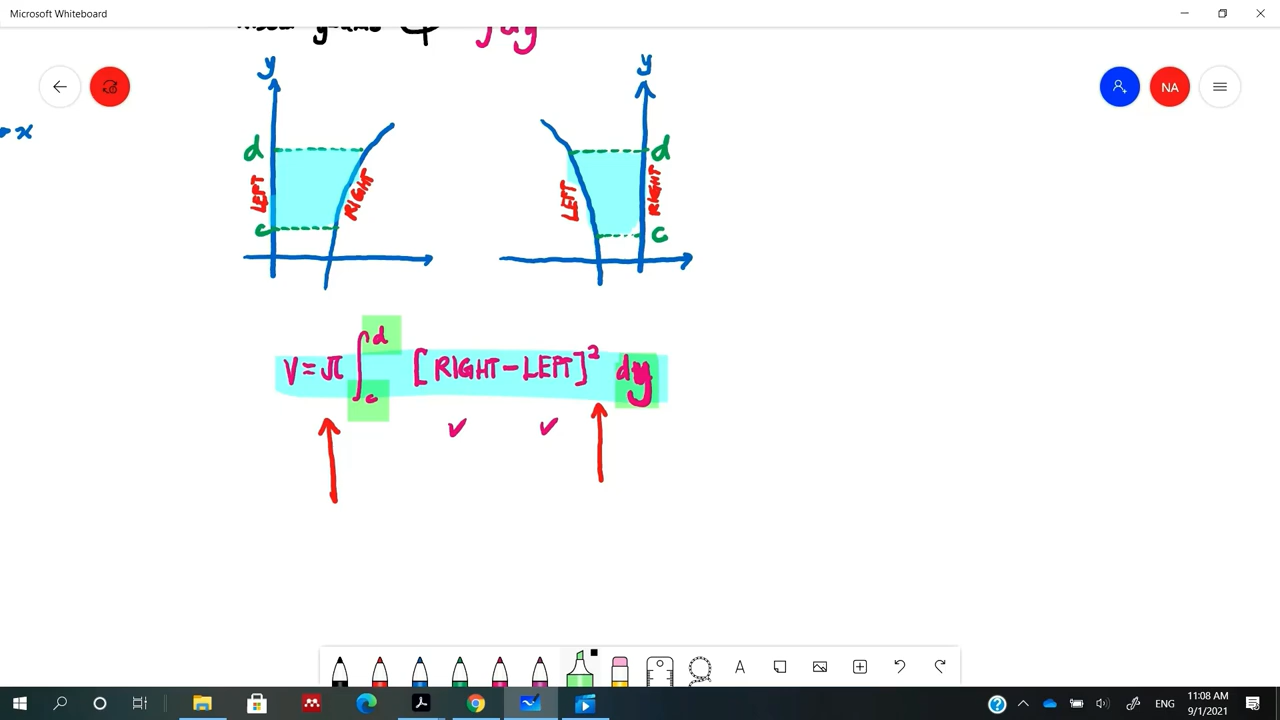 Microsoft Whiteboard
NA
y y
x
d d
LEFT RIGHT LEFT RIGHT
c c
V = π ∫ d c [RIGHT - LEFT]² dy
A
ENG
11:08 AM
9/1/2021